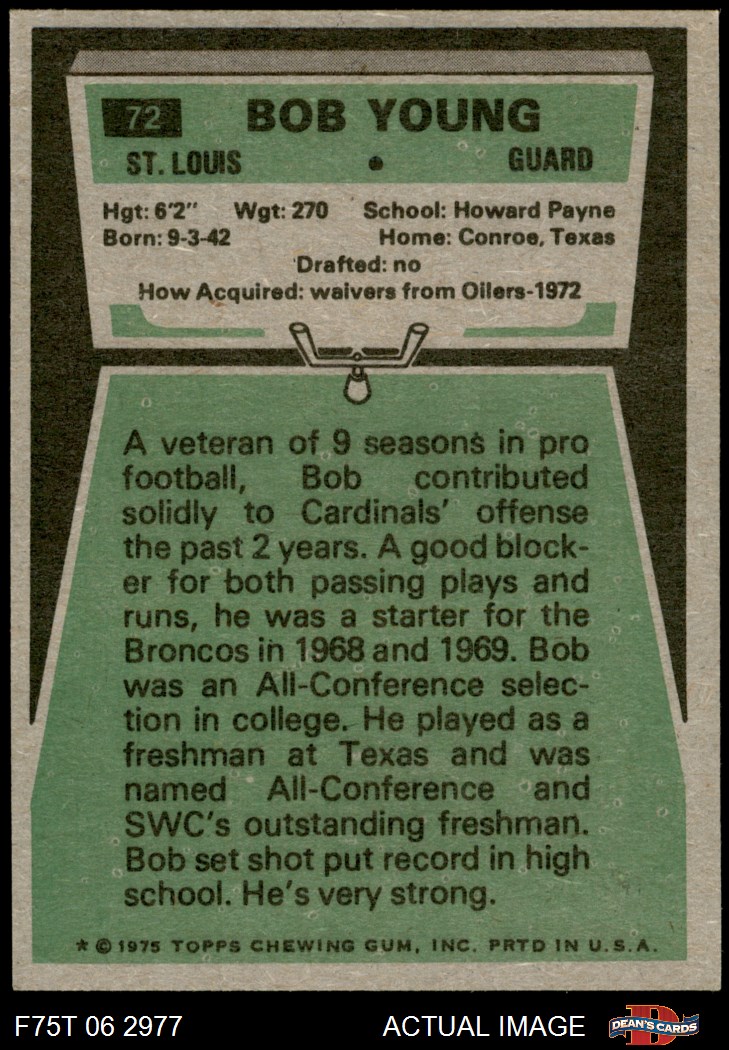 72 BOB YOUNG
ST. LOUIS • GUARD
Hgt: 6'2" Wgt: 270 School: Howard Payne
Born: 9-3-42 Home: Conroe, Texas
Drafted: no
How Acquired: waivers from Oilers-1972
A veteran of 9 seasons in pro
football, Bob contributed
solidly to Cardinals' offense
the past 2 years. A good block-
er for both passing plays and
runs, he was a starter for the
Broncos in 1968 and 1969. Bob
was an All-Conference selec-
tion in college. He played as a
freshman at Texas and was
named All-Conference and
SWC's outstanding freshman.
Bob set shot put record in high
school. He's very strong.
* © 1975 TOPPS CHEWING GUM, INC. PRTD IN U.S.A.
F75T 06 2977 ACTUAL IMAGE DEAN'S CARDS